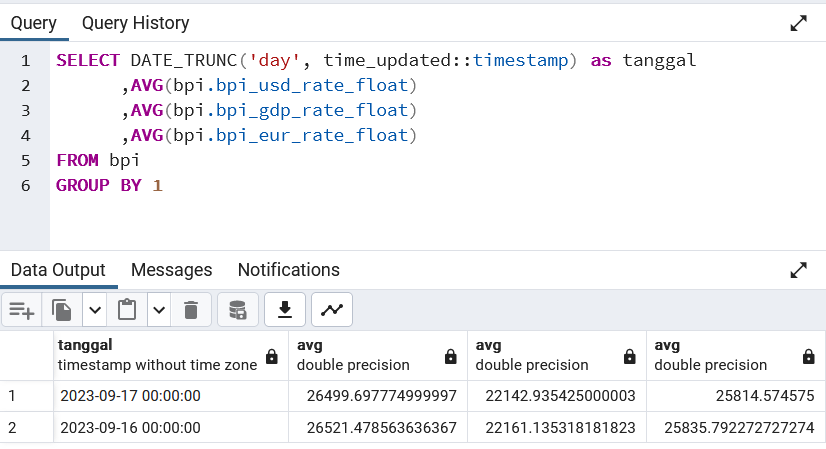 Query Query History
1 SELECT DATE_TRUNC('day', time_updated::timestamp) as tanggal
2 ,AVG(bpi.bpi_usd_rate_float)
3 ,AVG(bpi.bpi_gdp_rate_float)
4 ,AVG(bpi.bpi_eur_rate_float)
5 FROM bpi
6 GROUP BY 1
Data Output Messages Notifications
tanggal avg avg avg
timestamp without time zone double precision double precision double precision
1 2023-09-17 00:00:00 26499.697774999997 22142.935425000003 25814.574575
2 2023-09-16 00:00:00 26521.478563636367 22161.135318181823 25835.792272727274